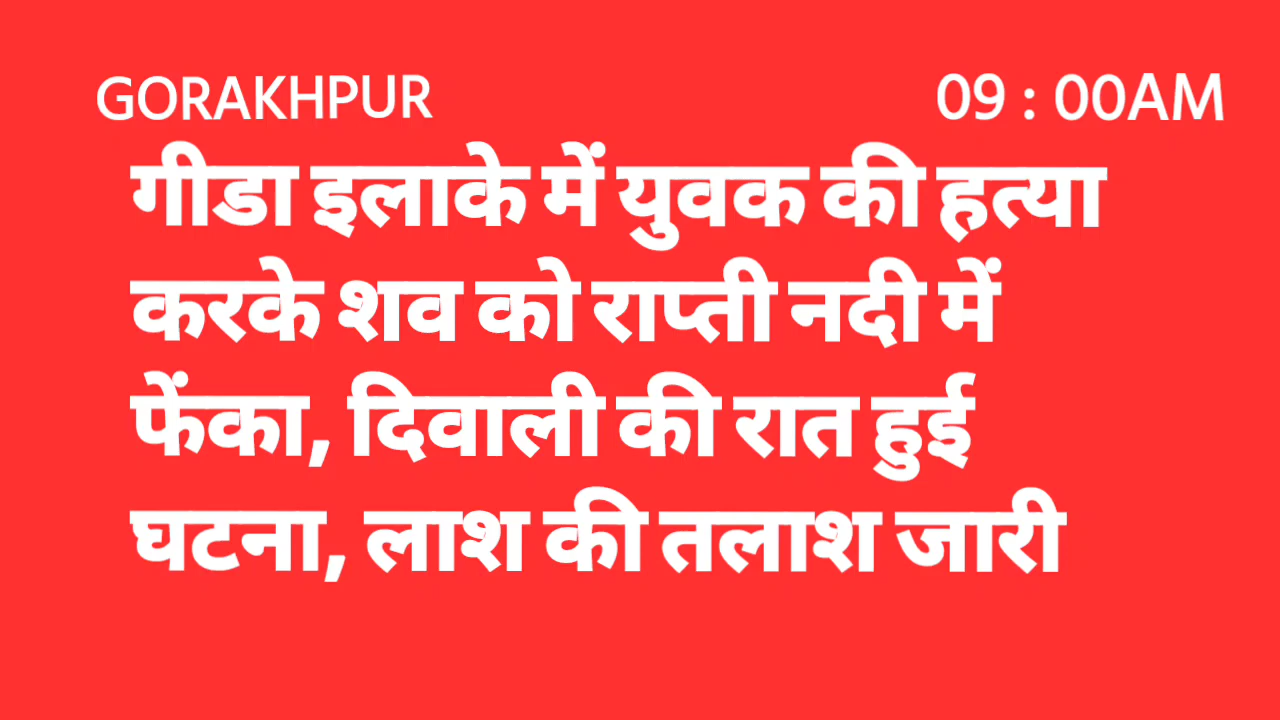 GORAKHPUR 09 : 00AM
गीडा इलाके में युवक की हत्या
करके शव को राप्ती नदी में
फेंका, दिवाली की रात हुई
घटना, लाश की तलाश जारी